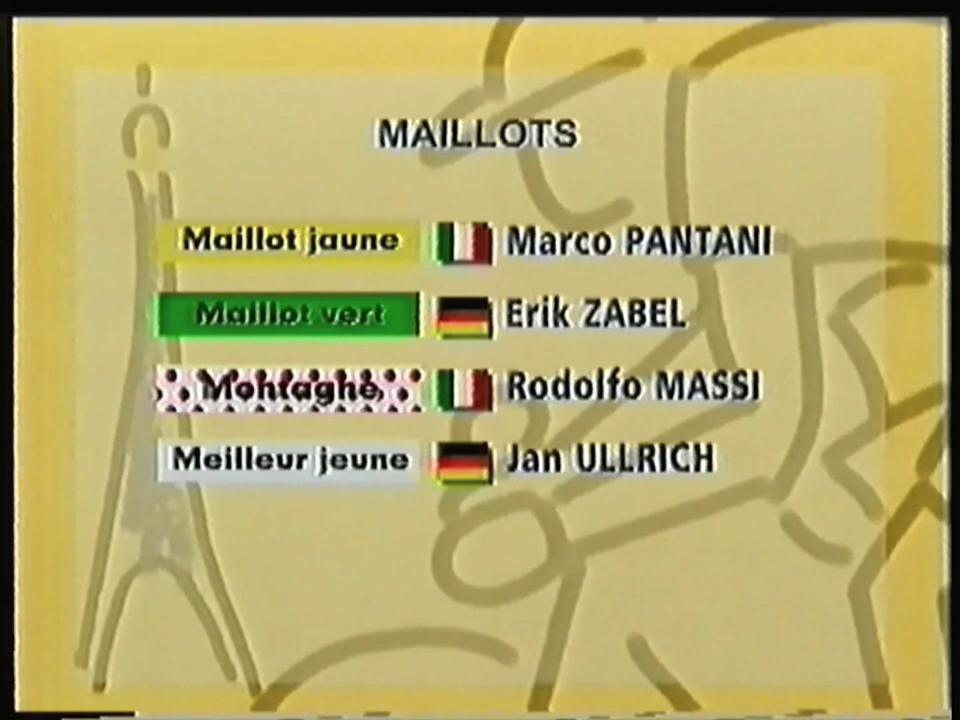 MAILLOTS
Maillot jaune Marco PANTANI
Maillot vert Erik ZABEL
Montagne Rodolfo MASSI
Meilleur jeune Jan ULLRICH